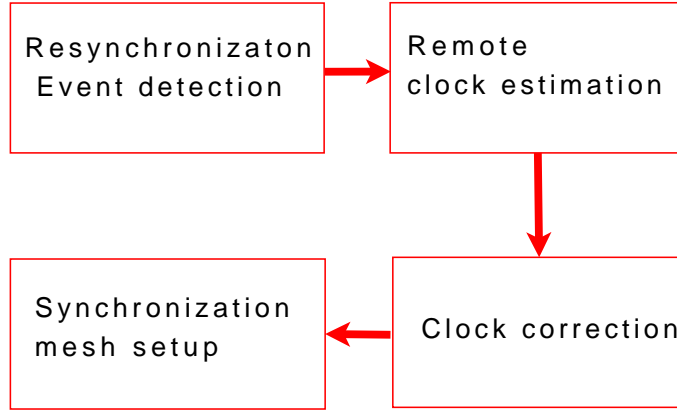 Resynchronizaton
Event detection
Remote
clock estimation
Clock correction
Synchronization
mesh setup